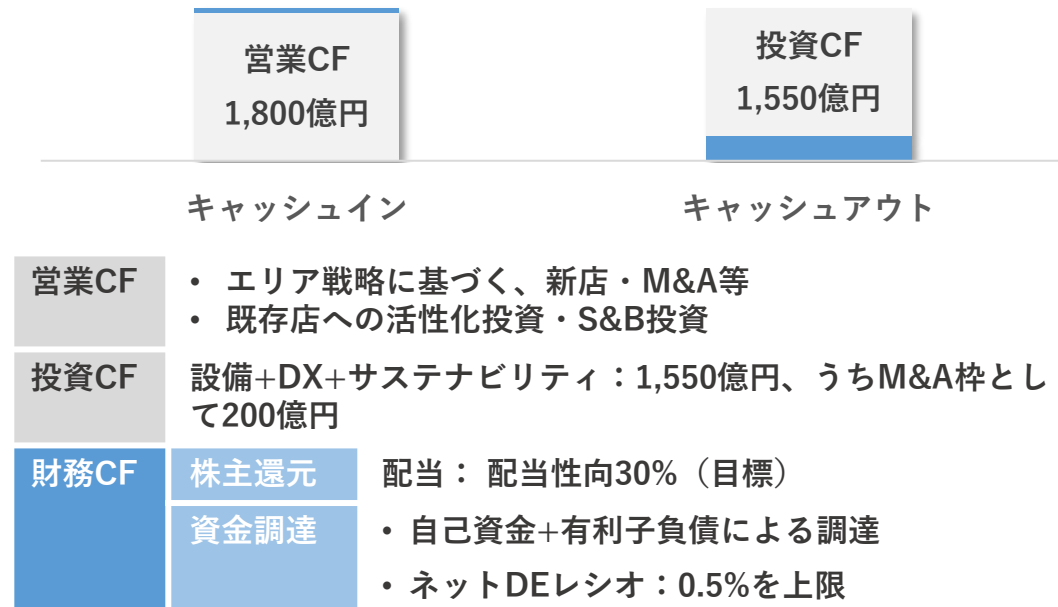 営業CF
1,800億円
投資CF
1,550億円
キャッシュイン
キャッシュアウト
営業CF
• エリア戦略に基づく、新店・M&A等
• 既存店への活性化投資・S&B投資
投資CF
設備+DX+サステナビリティ：1,550億円、うちM&A枠とし
て200億円
財務CF
株主還元
配当： 配当性向30%（目標）
資金調達
• 自己資金+有利子負債による調達
• ネットDEレシオ：0.5%を上限